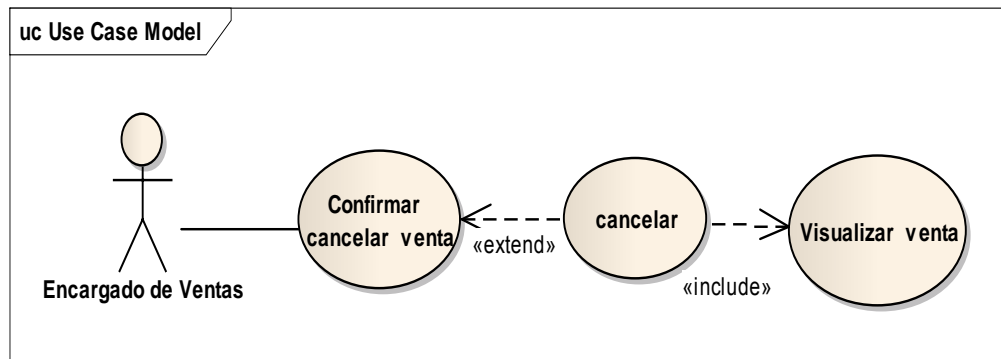 uc Use Case Model
Encargado de Ventas
Confirmar
cancelar venta
«extend»
cancelar
«include»
Visualizar venta